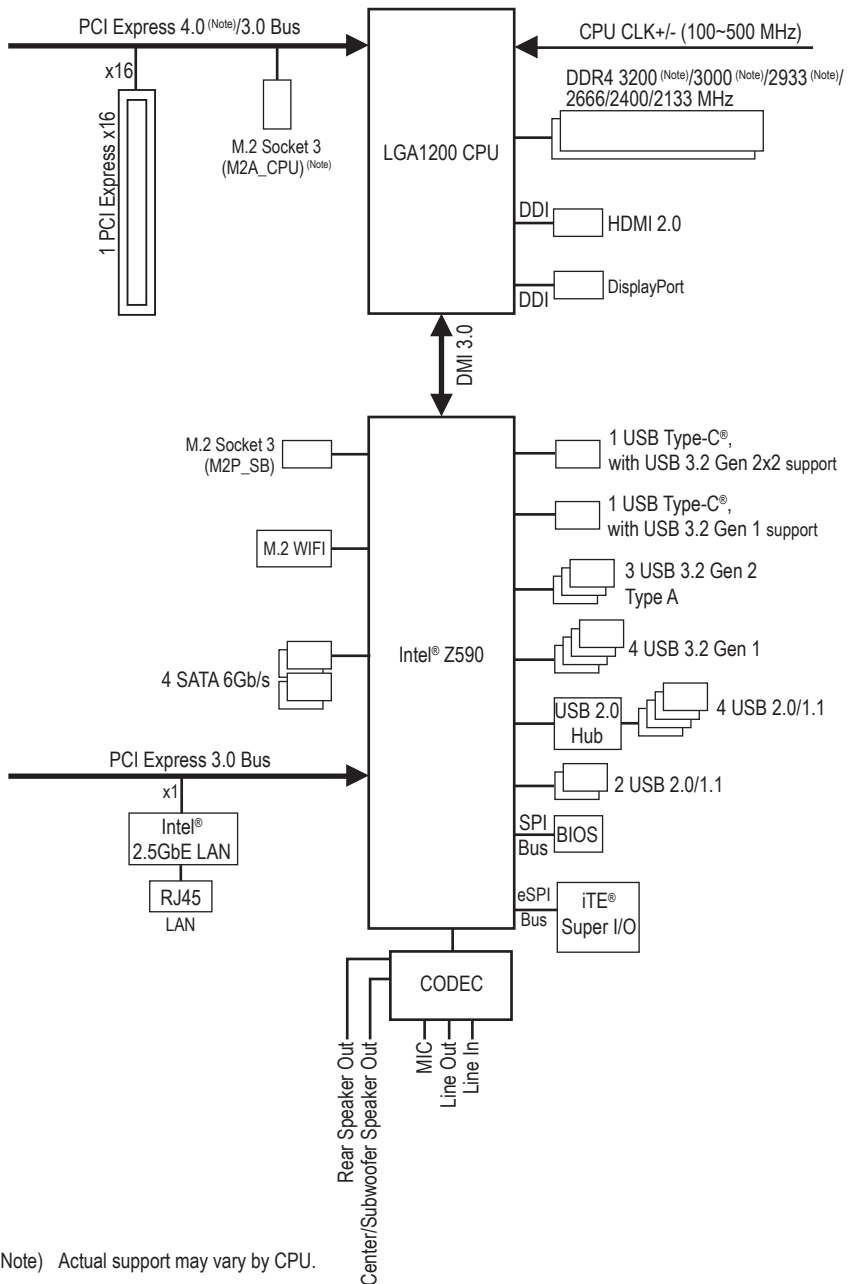 PCI Express 4.0 (Note)/3.0 Bus
CPU CLK+/- (100~500 MHz)
x16
1 PCI Express x16
M.2 Socket 3
(M2A_CPU) (Note)
LGA1200 CPU
DDR4 3200 (Note)/3000 (Note)/2933 (Note)/
2666/2400/2133 MHz
DDI
HDMI 2.0
DisplayPort
DDI
DMI 3.0
M.2 Socket 3
(M2P_SB)
M.2 WIFI
4 SATA 6Gb/s
PCI Express 3.0 Bus
x1
Intel®
2.5GbE LAN
RJ45
LAN
Intel® Z590
1 USB Type-C®,
with USB 3.2 Gen 2x2 support
1 USB Type-C®,
with USB 3.2 Gen 1 support
3 USB 3.2 Gen 2
Type A
4 USB 3.2 Gen 1
USB 2.0
Hub
4 USB 2.0/1.1
2 USB 2.0/1.1
SPI
Bus
BIOS
eSPI
Bus
iTE®
Super I/O
CODEC
Rear Speaker Out
Center/Subwoofer Speaker Out
MIC
Line Out
Line In
Note) Actual support may vary by CPU.